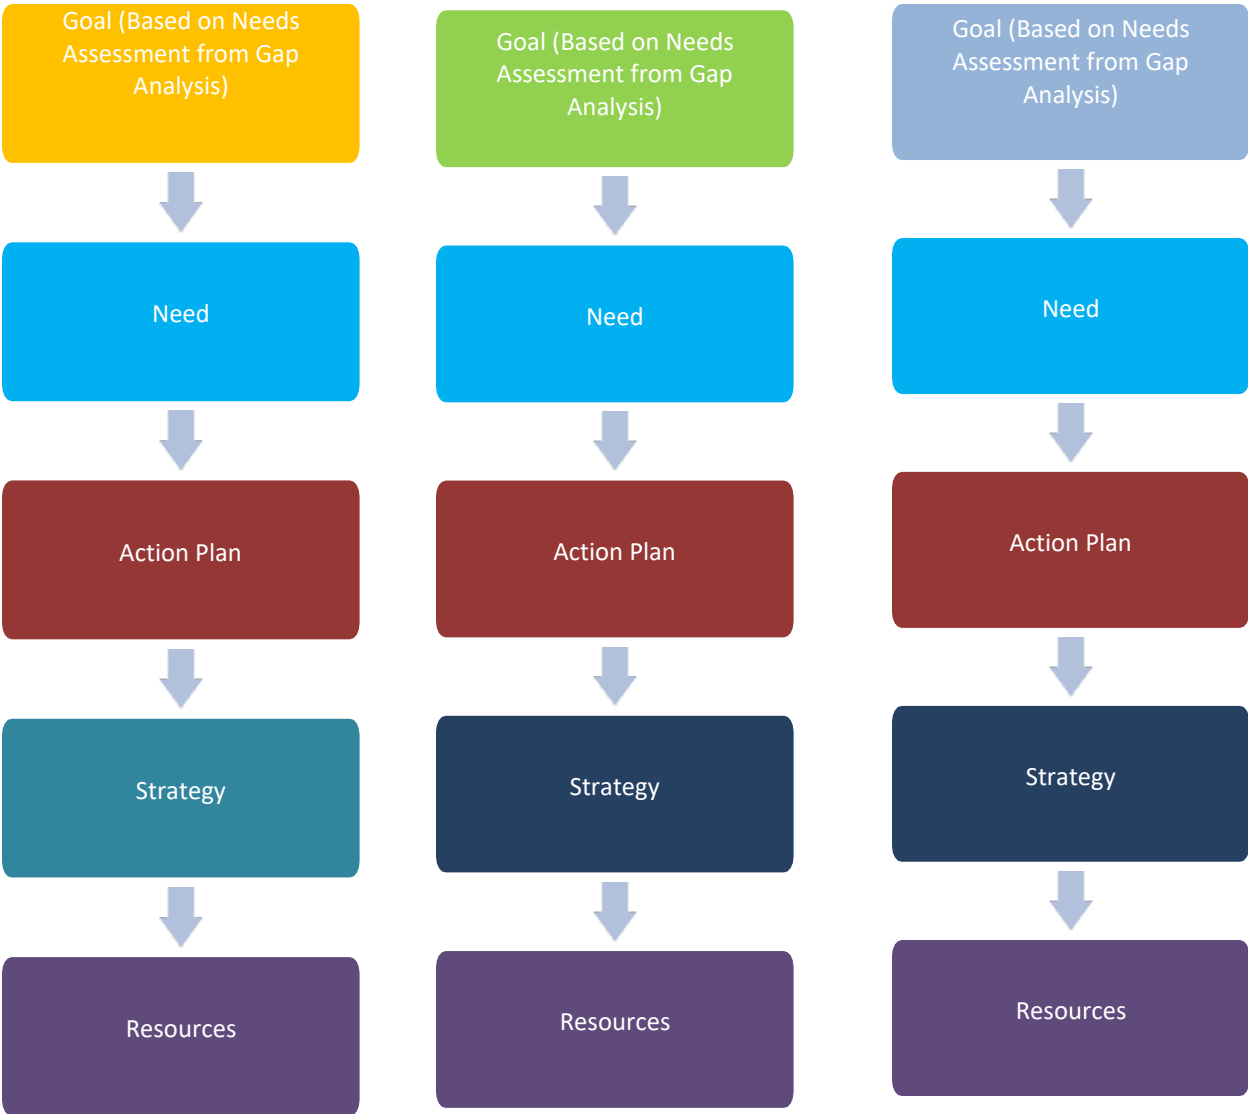 Goal (Based on Needs
Assessment from Gap
Analysis)
Need
Action Plan
Strategy
Resources
Goal (Based on Needs
Assessment from Gap
Analysis)
Need
Action Plan
Strategy
Resources
Goal (Based on Needs
Assessment from Gap
Analysis)
Need
Action Plan
Strategy
Resources